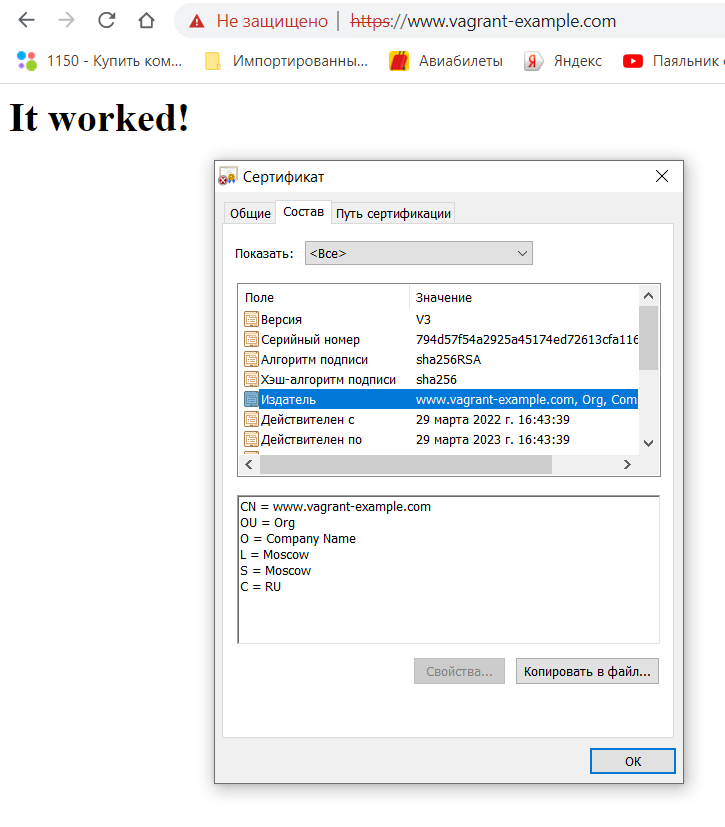 Не защищено | https://www.vagrant-example.com
1150 - Купить ком... Импортированны... Авиабилеты Яндекс Паяльник
It worked!
Сертификат
Общие Состав Путь сертификации
Показать: <Все>
Поле Значение
Версия V3
Серийный номер 794d57f54a2925a45174ed72613cfa116
Алгоритм подписи sha256RSA
Хэш-алгоритм подписи sha256
Издатель www.vagrant-example.com, Org, Com
Действителен с 29 марта 2022 г. 16:43:39
Действителен по 29 марта 2023 г. 16:43:39
CN = www.vagrant-example.com
OU = Org
O = Company Name
L = Moscow
S = Moscow
C = RU
Свойства... Копировать в файл...
ОК